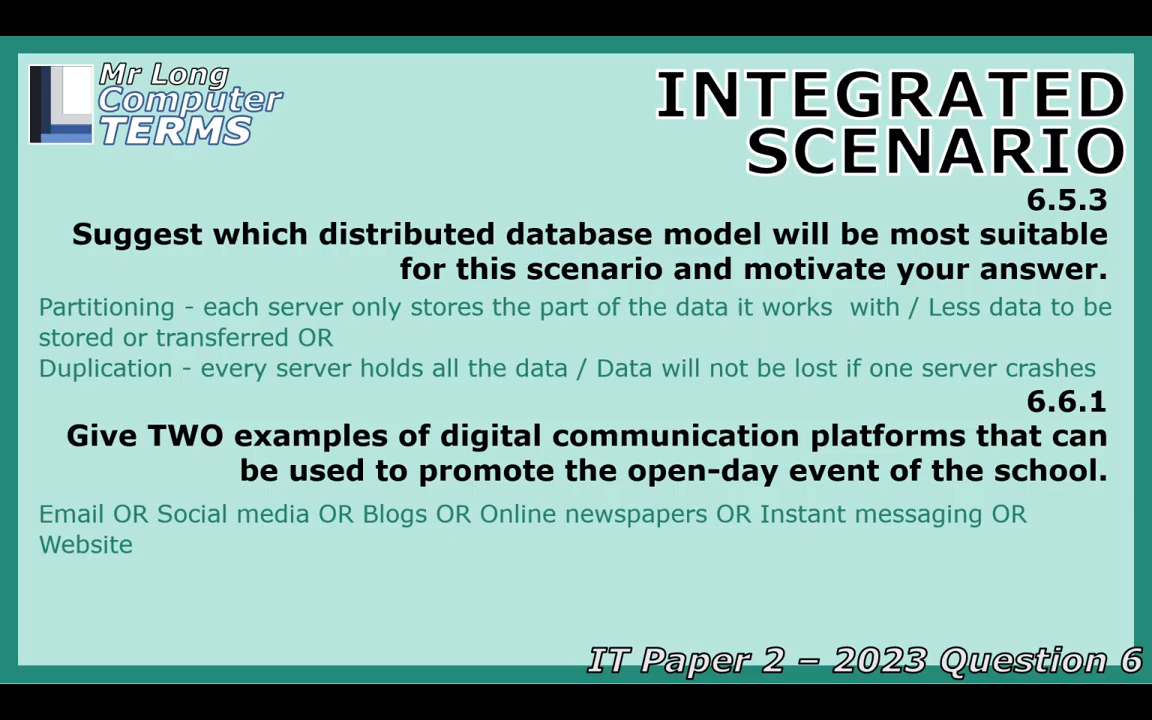 Mr Long
Computer
TERMS
INTEGRATED
SCENARIO
6.5.3
Suggest which distributed database model will be most suitable
for this scenario and motivate your answer.
Partitioning - each server only stores the part of the data it works  with / Less data to be
stored or transferred OR
Duplication - every server holds all the data / Data will not be lost if one server crashes
6.6.1
Give TWO examples of digital communication platforms that can
be used to promote the open-day event of the school.
Email OR Social media OR Blogs OR Online newspapers OR Instant messaging OR
Website
IT Paper 2 – 2023 Question 6